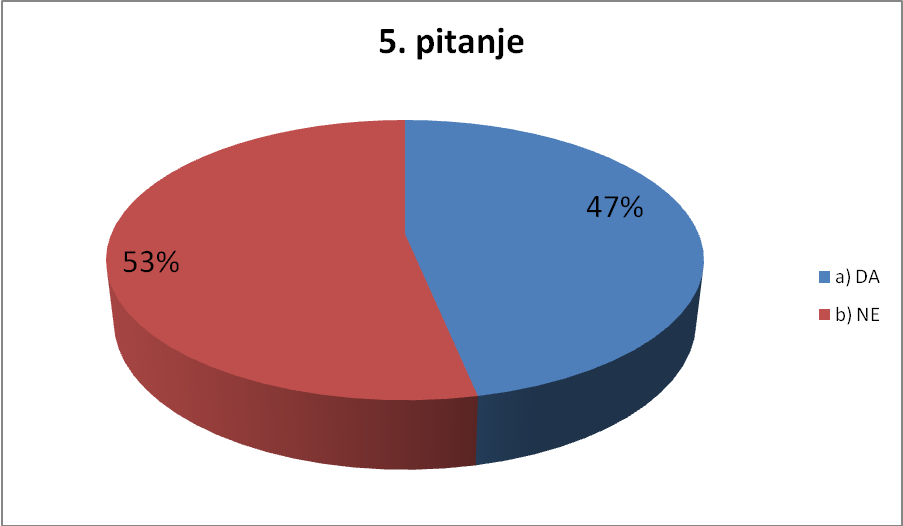 5. pitanje
47%
53%
a) DA
b) NE